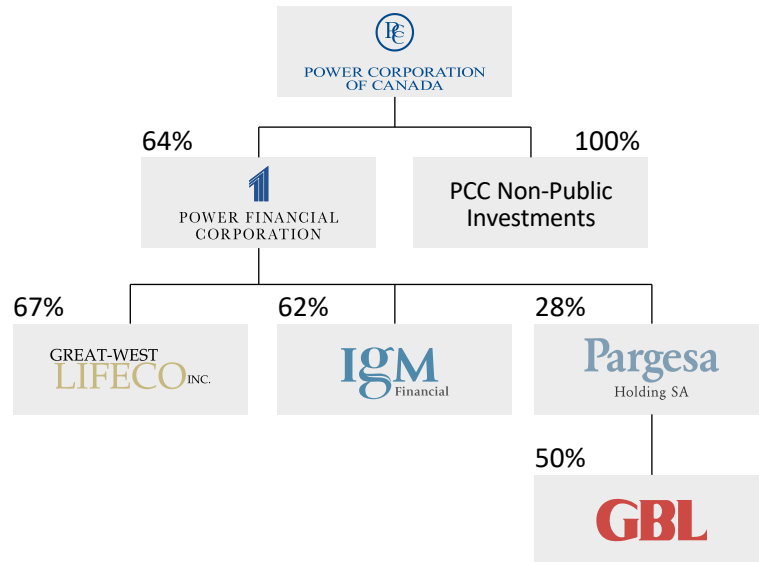 PCC
POWER CORPORATION
OF CANADA
64%
100%
POWER FINANCIAL
CORPORATION
PCC Non-Public
Investments
67%
62%
28%
GREAT-WEST
LIFECO INC.
IGM
Financial
Pargesa
Holding SA
50%
GBL